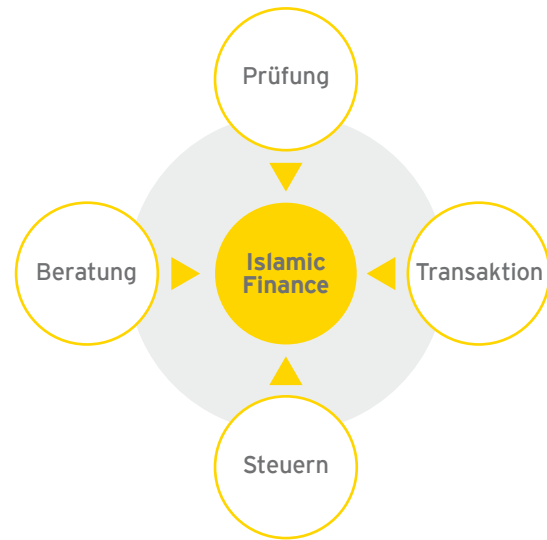 Prüfung
Beratung
Islamic
Finance
Transaktion
Steuern